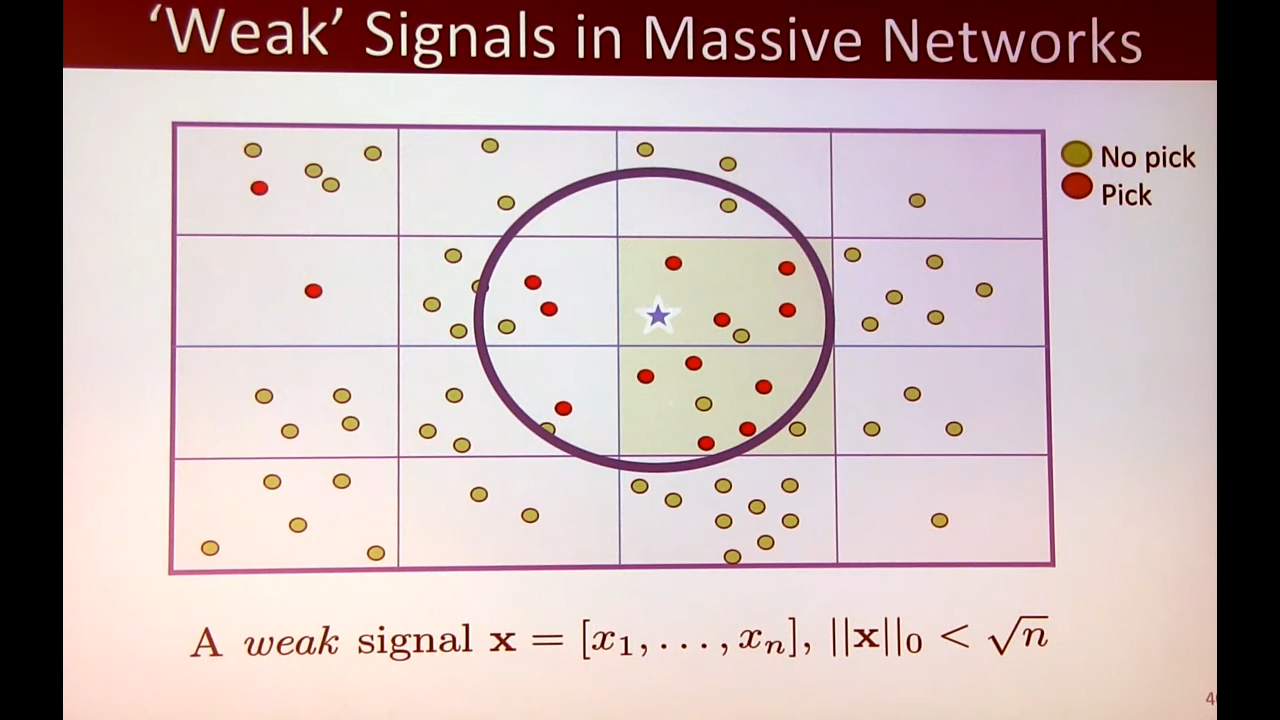 ‘Weak’ Signals in Massive Networks
No pick
Pick
A weak signal x = [x₁, . . . , xₙ], ||x||₀ < √n